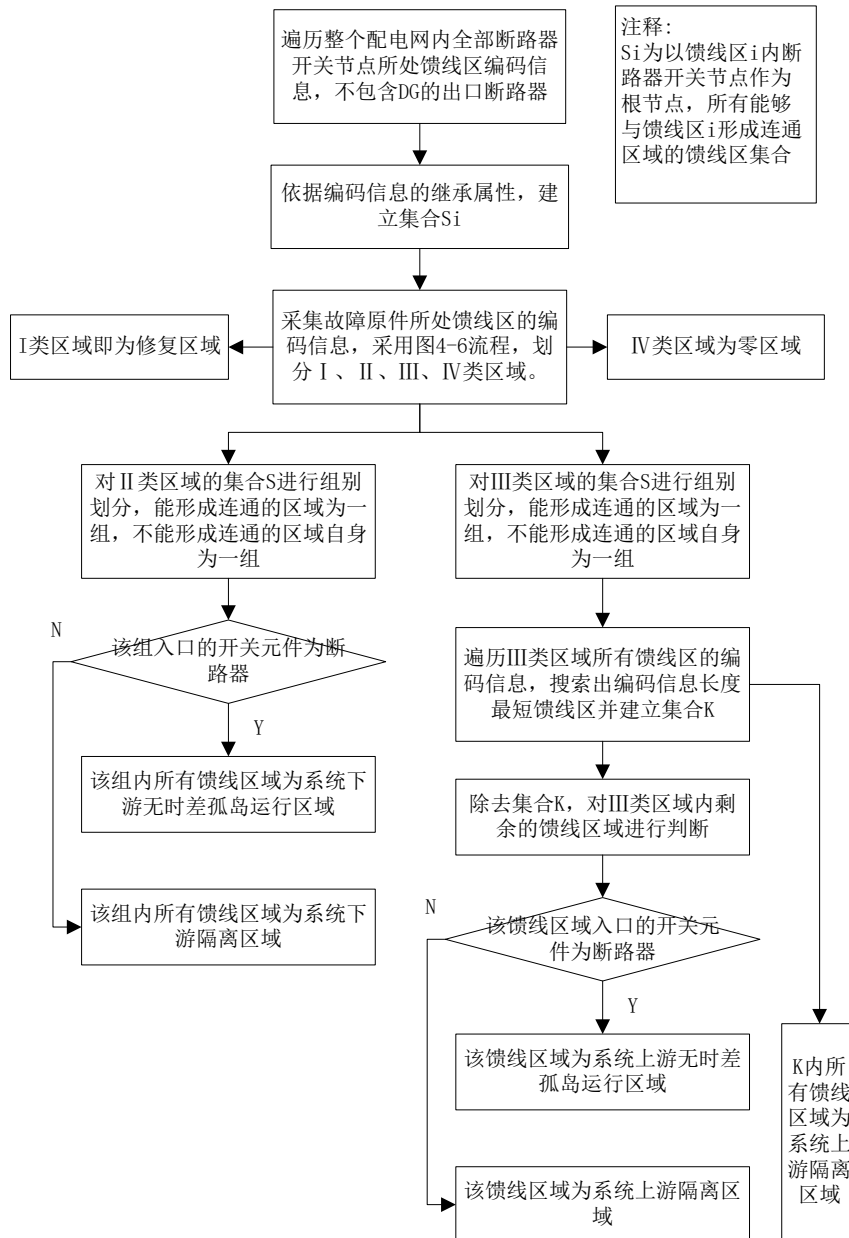 遍历整个配电网内全部断路器
开关节点所处馈线区编码信
息，不包含DG的出口断路器
注释:
Si为以馈线区i内断
路器开关节点作为
根节点，所有能够
与馈线区i形成连通
区域的馈线区集合
依据编码信息的继承属性，建
立集合Si
I类区域即为修复区域
采集故障原件所处馈线区的编
码信息，采用图4-6流程，划
分Ⅰ、Ⅱ、Ⅲ、Ⅳ类区域。
Ⅳ类区域为零区域
对Ⅱ类区域的集合S进行组别
划分，能形成连通的区域为一
组，不能形成连通的区域自身
为一组
对Ⅲ类区域的集合S进行组别
划分，能形成连通的区域为一
组，不能形成连通的区域自身
为一组
N
该组入口的开关元件为断
路器
Y
遍历Ⅲ类区域所有馈线区的编
码信息，搜索出编码信息长度
最短馈线区并建立集合K
该组内所有馈线区域为系统下
游无时差孤岛运行区域
除去集合K，对Ⅲ类区域内剩
余的馈线区域进行判断
该组内所有馈线区域为系统下
游隔离区域
N
该馈线区域入口的开关元
件为断路器
Y
该馈线区域为系统上游无时差
孤岛运行区域
K内所
有馈线
区域为
系统上
游隔离
区域
该馈线区域为系统上游隔离区
域